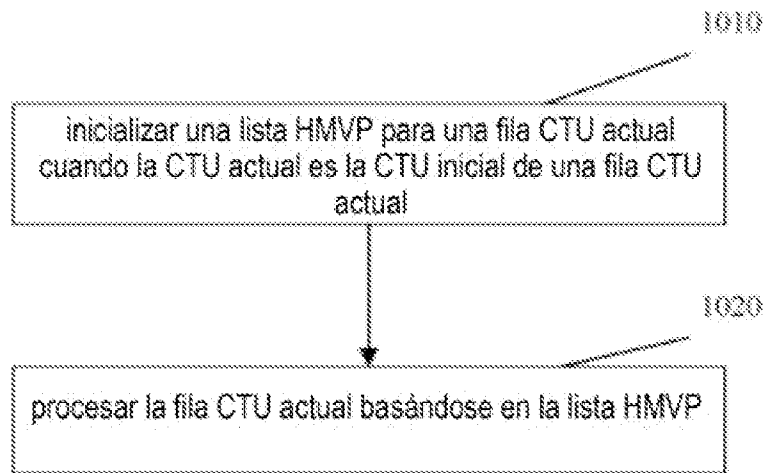 1010
inicializar una lista HMVP para una fila CTU actual
cuando la CTU actual es la CTU inicial de una fila CTU
actual
1020
procesar la fila CTU actual basándose en la lista HMVP